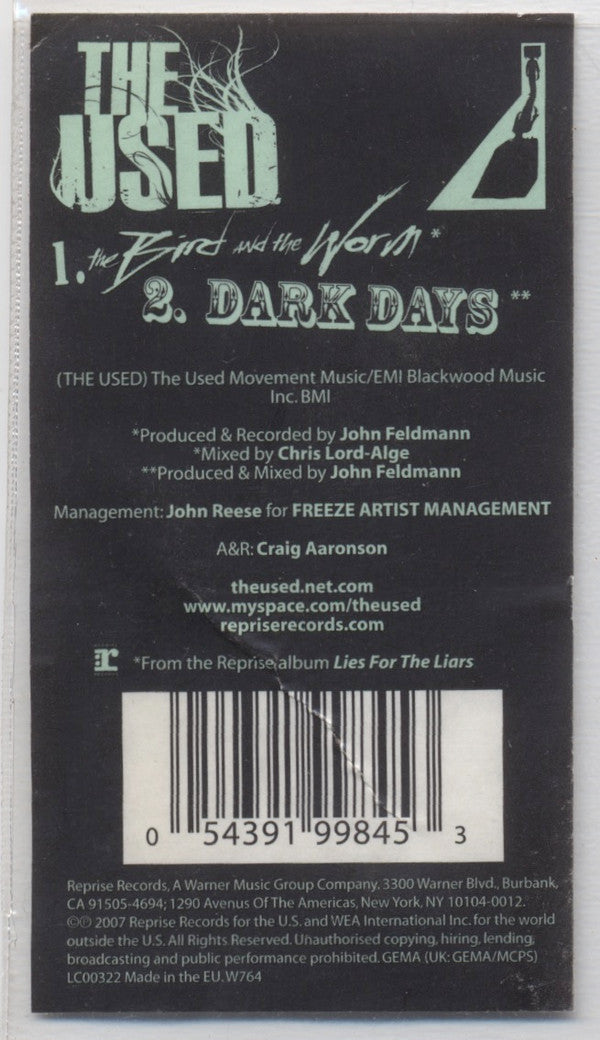 THE
USED
1. the Bird and the Worm*
2. DARK DAYS **
(THE USED) The Used Movement Music/EMI Blackwood Music
Inc. BMI
*Produced & Recorded by John Feldmann
*Mixed by Chris Lord-Alge
**Produced & Mixed by John Feldmann
Management: John Reese for FREEZE ARTIST MANAGEMENT
A&R: Craig Aaronson
theused.net.com
www.myspace.com/theused
repriserecords.com
r *From the Reprise album Lies For The Liars
0 54391 99845 3
Reprise Records, A Warner Music Group Company. 3300 Warner Blvd., Burbank,
CA 91505-4694; 1290 Avenue Of The Americas, New York, NY 10104-0012.
©℗ 2007 Reprise Records for the U.S. and WEA International Inc. for the world
outside the U.S. All Rights Reserved. Unauthorised copying, hiring, lending,
broadcasting and public performance prohibited. GEMA (UK: GEMA/MCPS)
LC00322 Made in the EU. W764